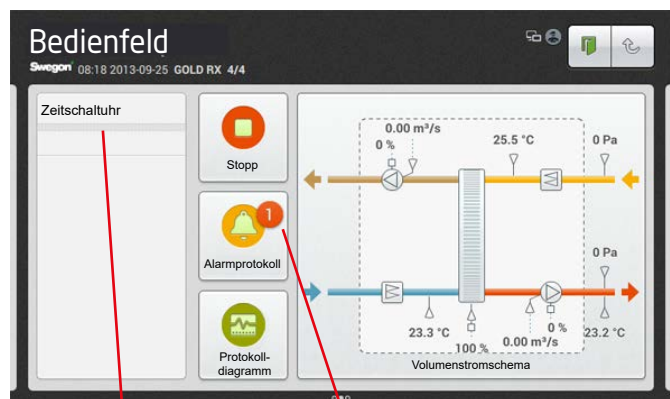 Bedienfeld
Swegon 08:18 2013-09-25 GOLD RX 4/4
Zeitschaltuhr
Stopp
1
Alarmprotokoll
Protokoll-
diagramm
0.00 m³/s
0 %
25.5 °C
0 Pa
0 Pa
23.3 °C
100 %
0.00 m³/s
0 %
23.2 °C
Volumenstromschema